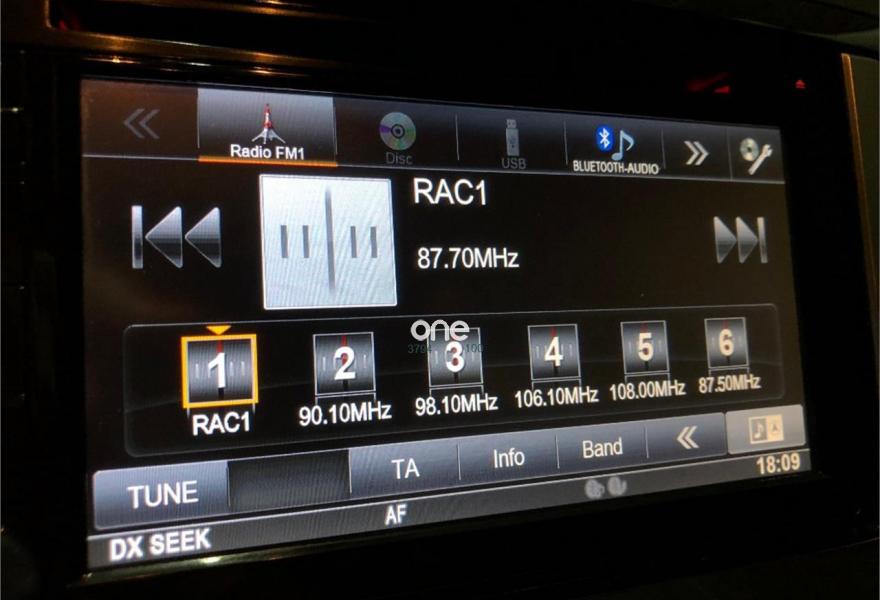 Radio FM1
Disc
USB
BLUETOOTH-AUDIO
RAC1
87.70MHz
one
1
2
3
4
5
6
RAC1
90.10MHz
98.10MHz
106.10MHz
108.00MHz
87.50MHz
TUNE
TA
Info
Band
18:09
AF
DX SEEK